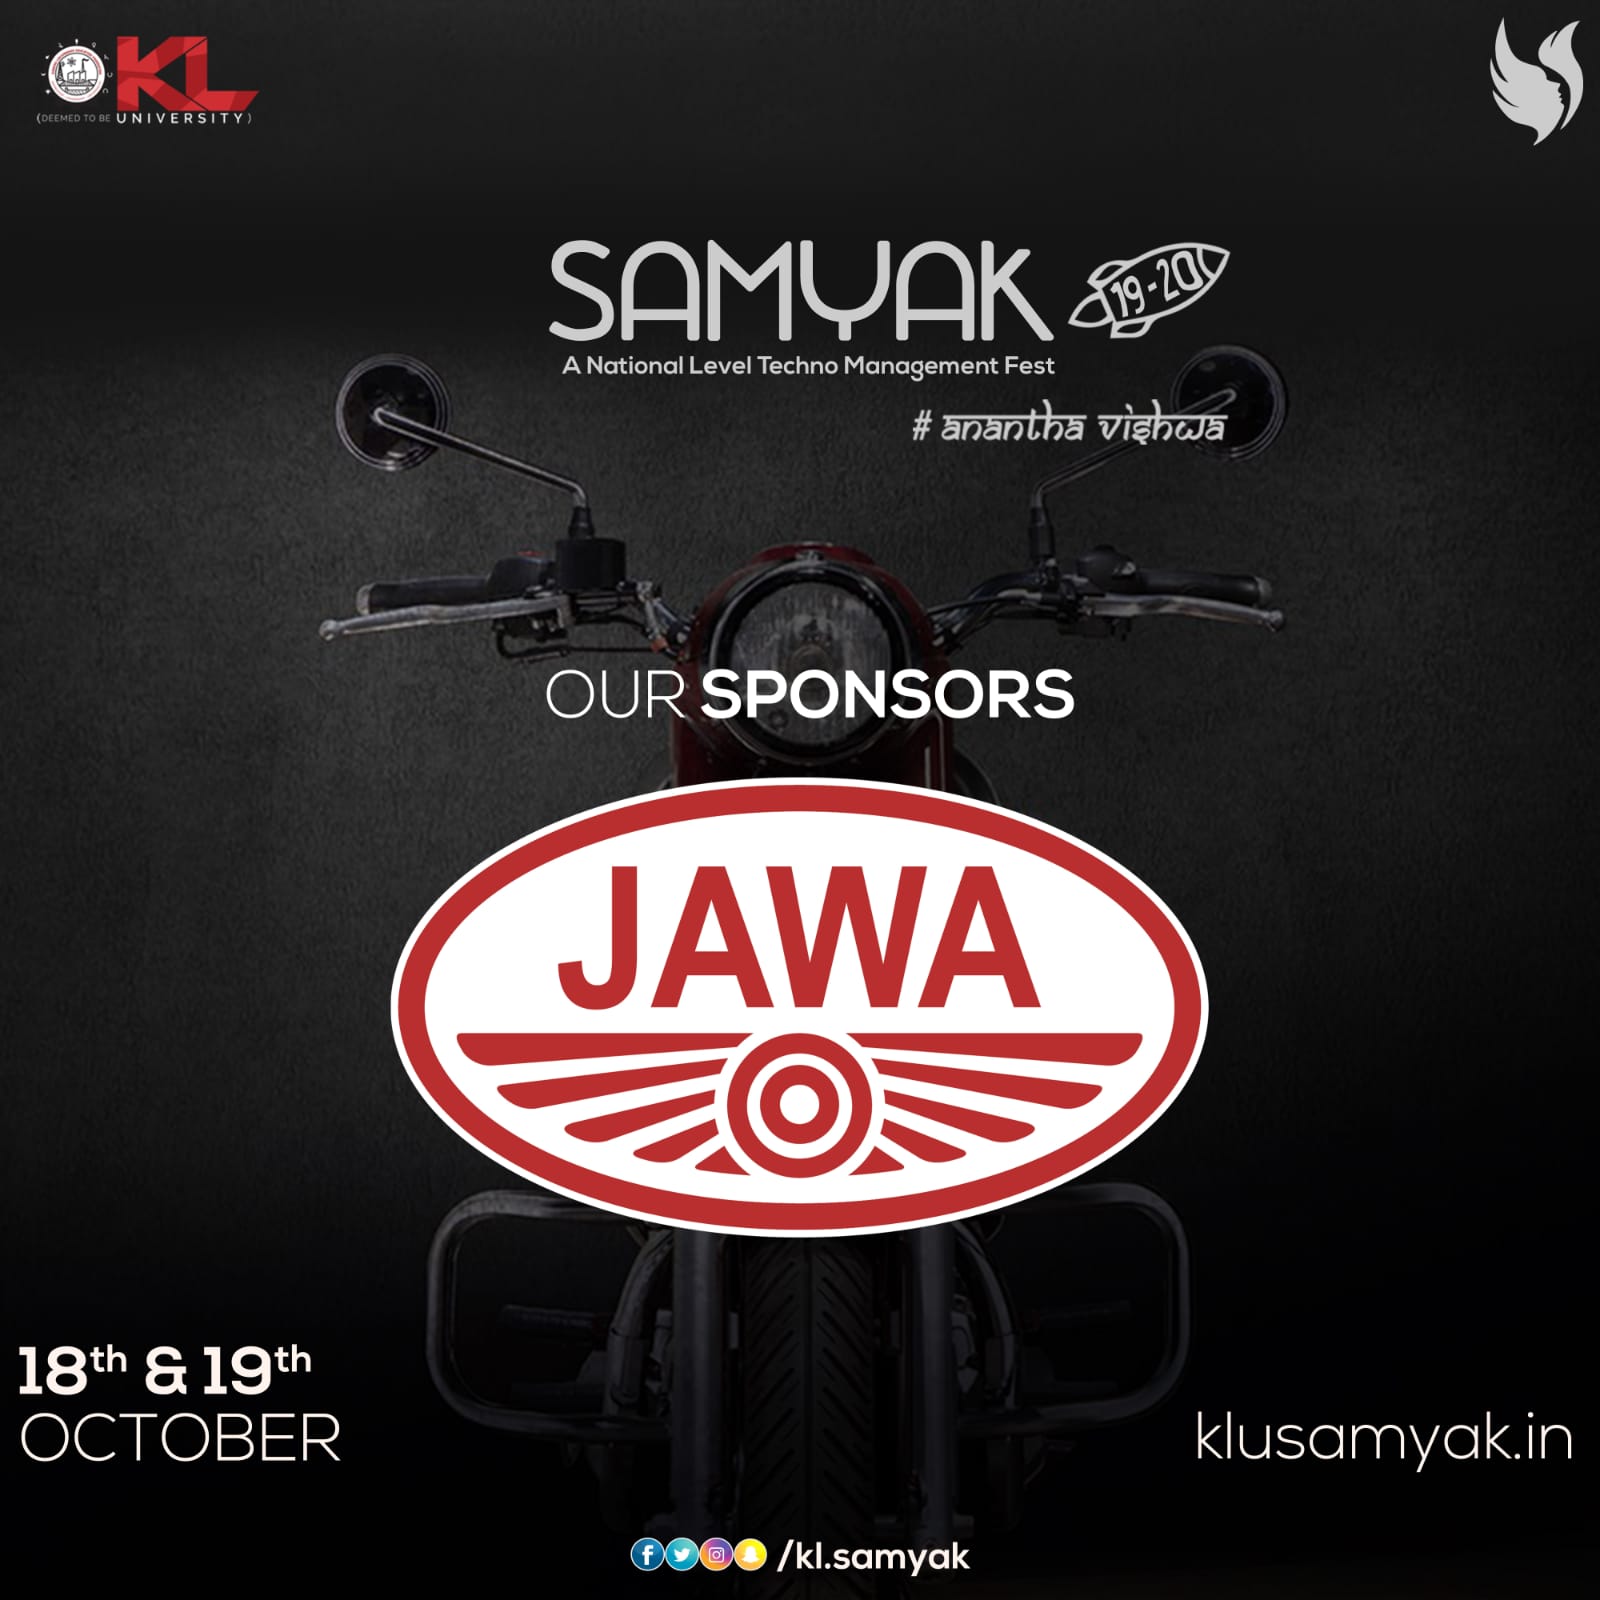 KL
(DEEMED TO BE UNIVERSITY)
SAMYAK 19-20
A National Level Techno Management Fest
# anantha vishwa
OUR SPONSORS
JAWA
18th & 19th
OCTOBER
klusamyak.in
/kl.samyak